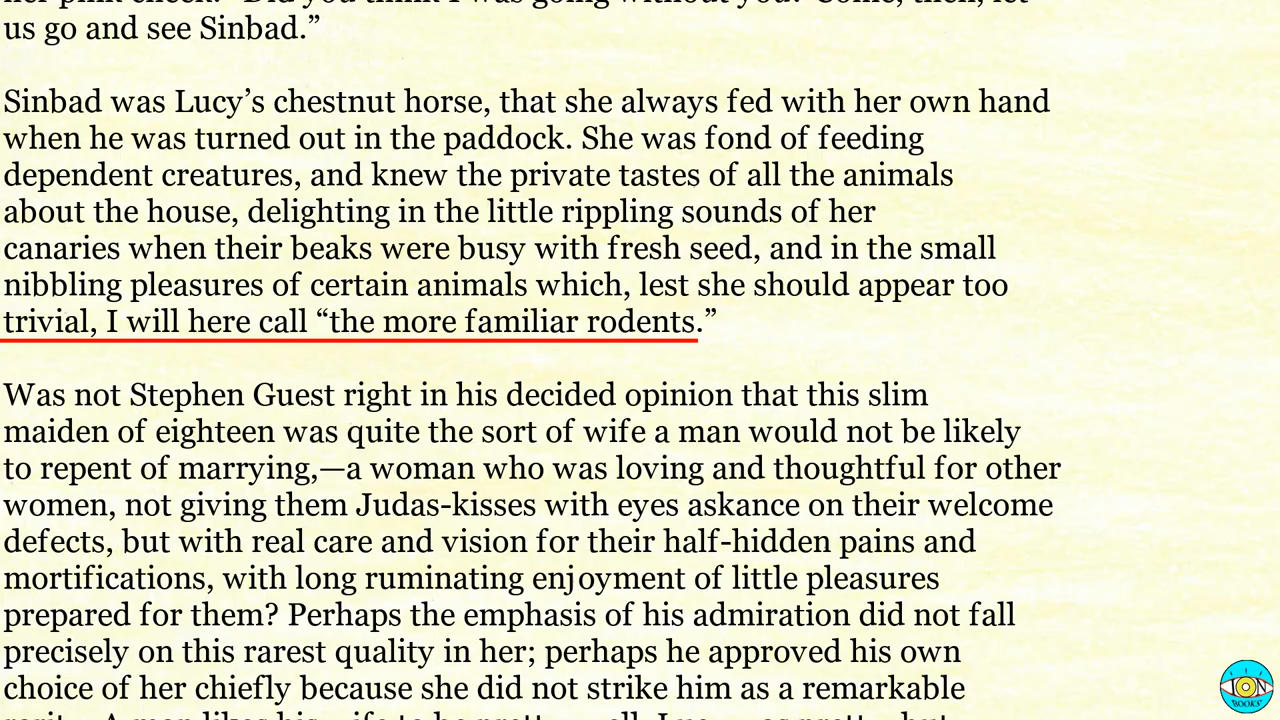 us go and see Sinbad.”
Sinbad was Lucy’s chestnut horse, that she always fed with her own hand
when he was turned out in the paddock. She was fond of feeding
dependent creatures, and knew the private tastes of all the animals
about the house, delighting in the little rippling sounds of her
canaries when their beaks were busy with fresh seed, and in the small
nibbling pleasures of certain animals which, lest she should appear too
trivial, I will here call “the more familiar rodents.”
Was not Stephen Guest right in his decided opinion that this slim
maiden of eighteen was quite the sort of wife a man would not be likely
to repent of marrying,—a woman who was loving and thoughtful for other
women, not giving them Judas-kisses with eyes askance on their welcome
defects, but with real care and vision for their half-hidden pains and
mortifications, with long ruminating enjoyment of little pleasures
prepared for them? Perhaps the emphasis of his admiration did not fall
precisely on this rarest quality in her; perhaps he approved his own
choice of her chiefly because she did not strike him as a remarkable
ION
BOOKS